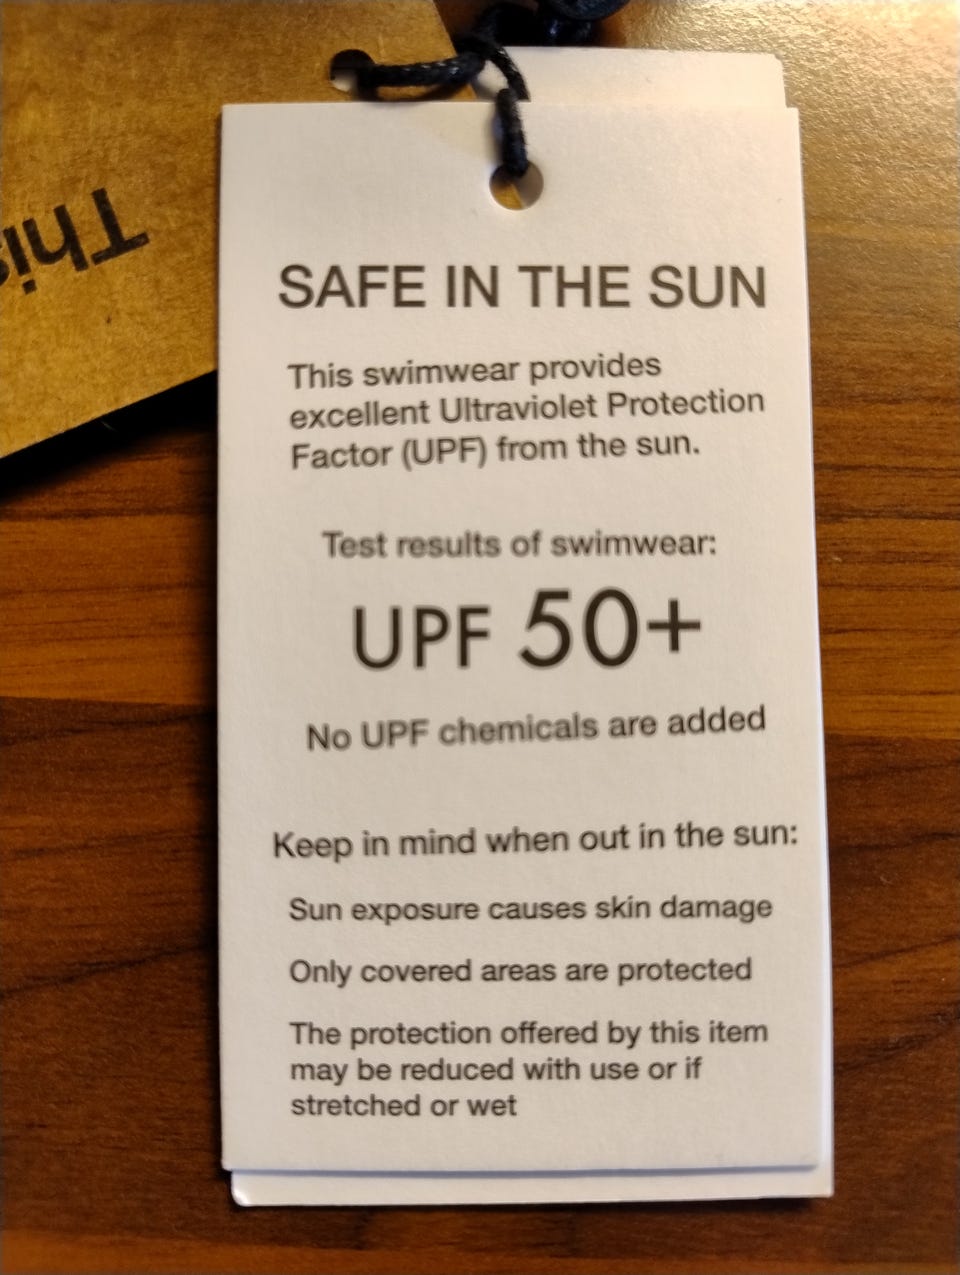 This
SAFE IN THE SUN
This swimwear provides
excellent Ultraviolet Protection
Factor (UPF) from the sun.
Test results of swimwear:
UPF 50+
No UPF chemicals are added
Keep in mind when out in the sun:
Sun exposure causes skin damage
Only covered areas are protected
The protection offered by this item
may be reduced with use or if
stretched or wet